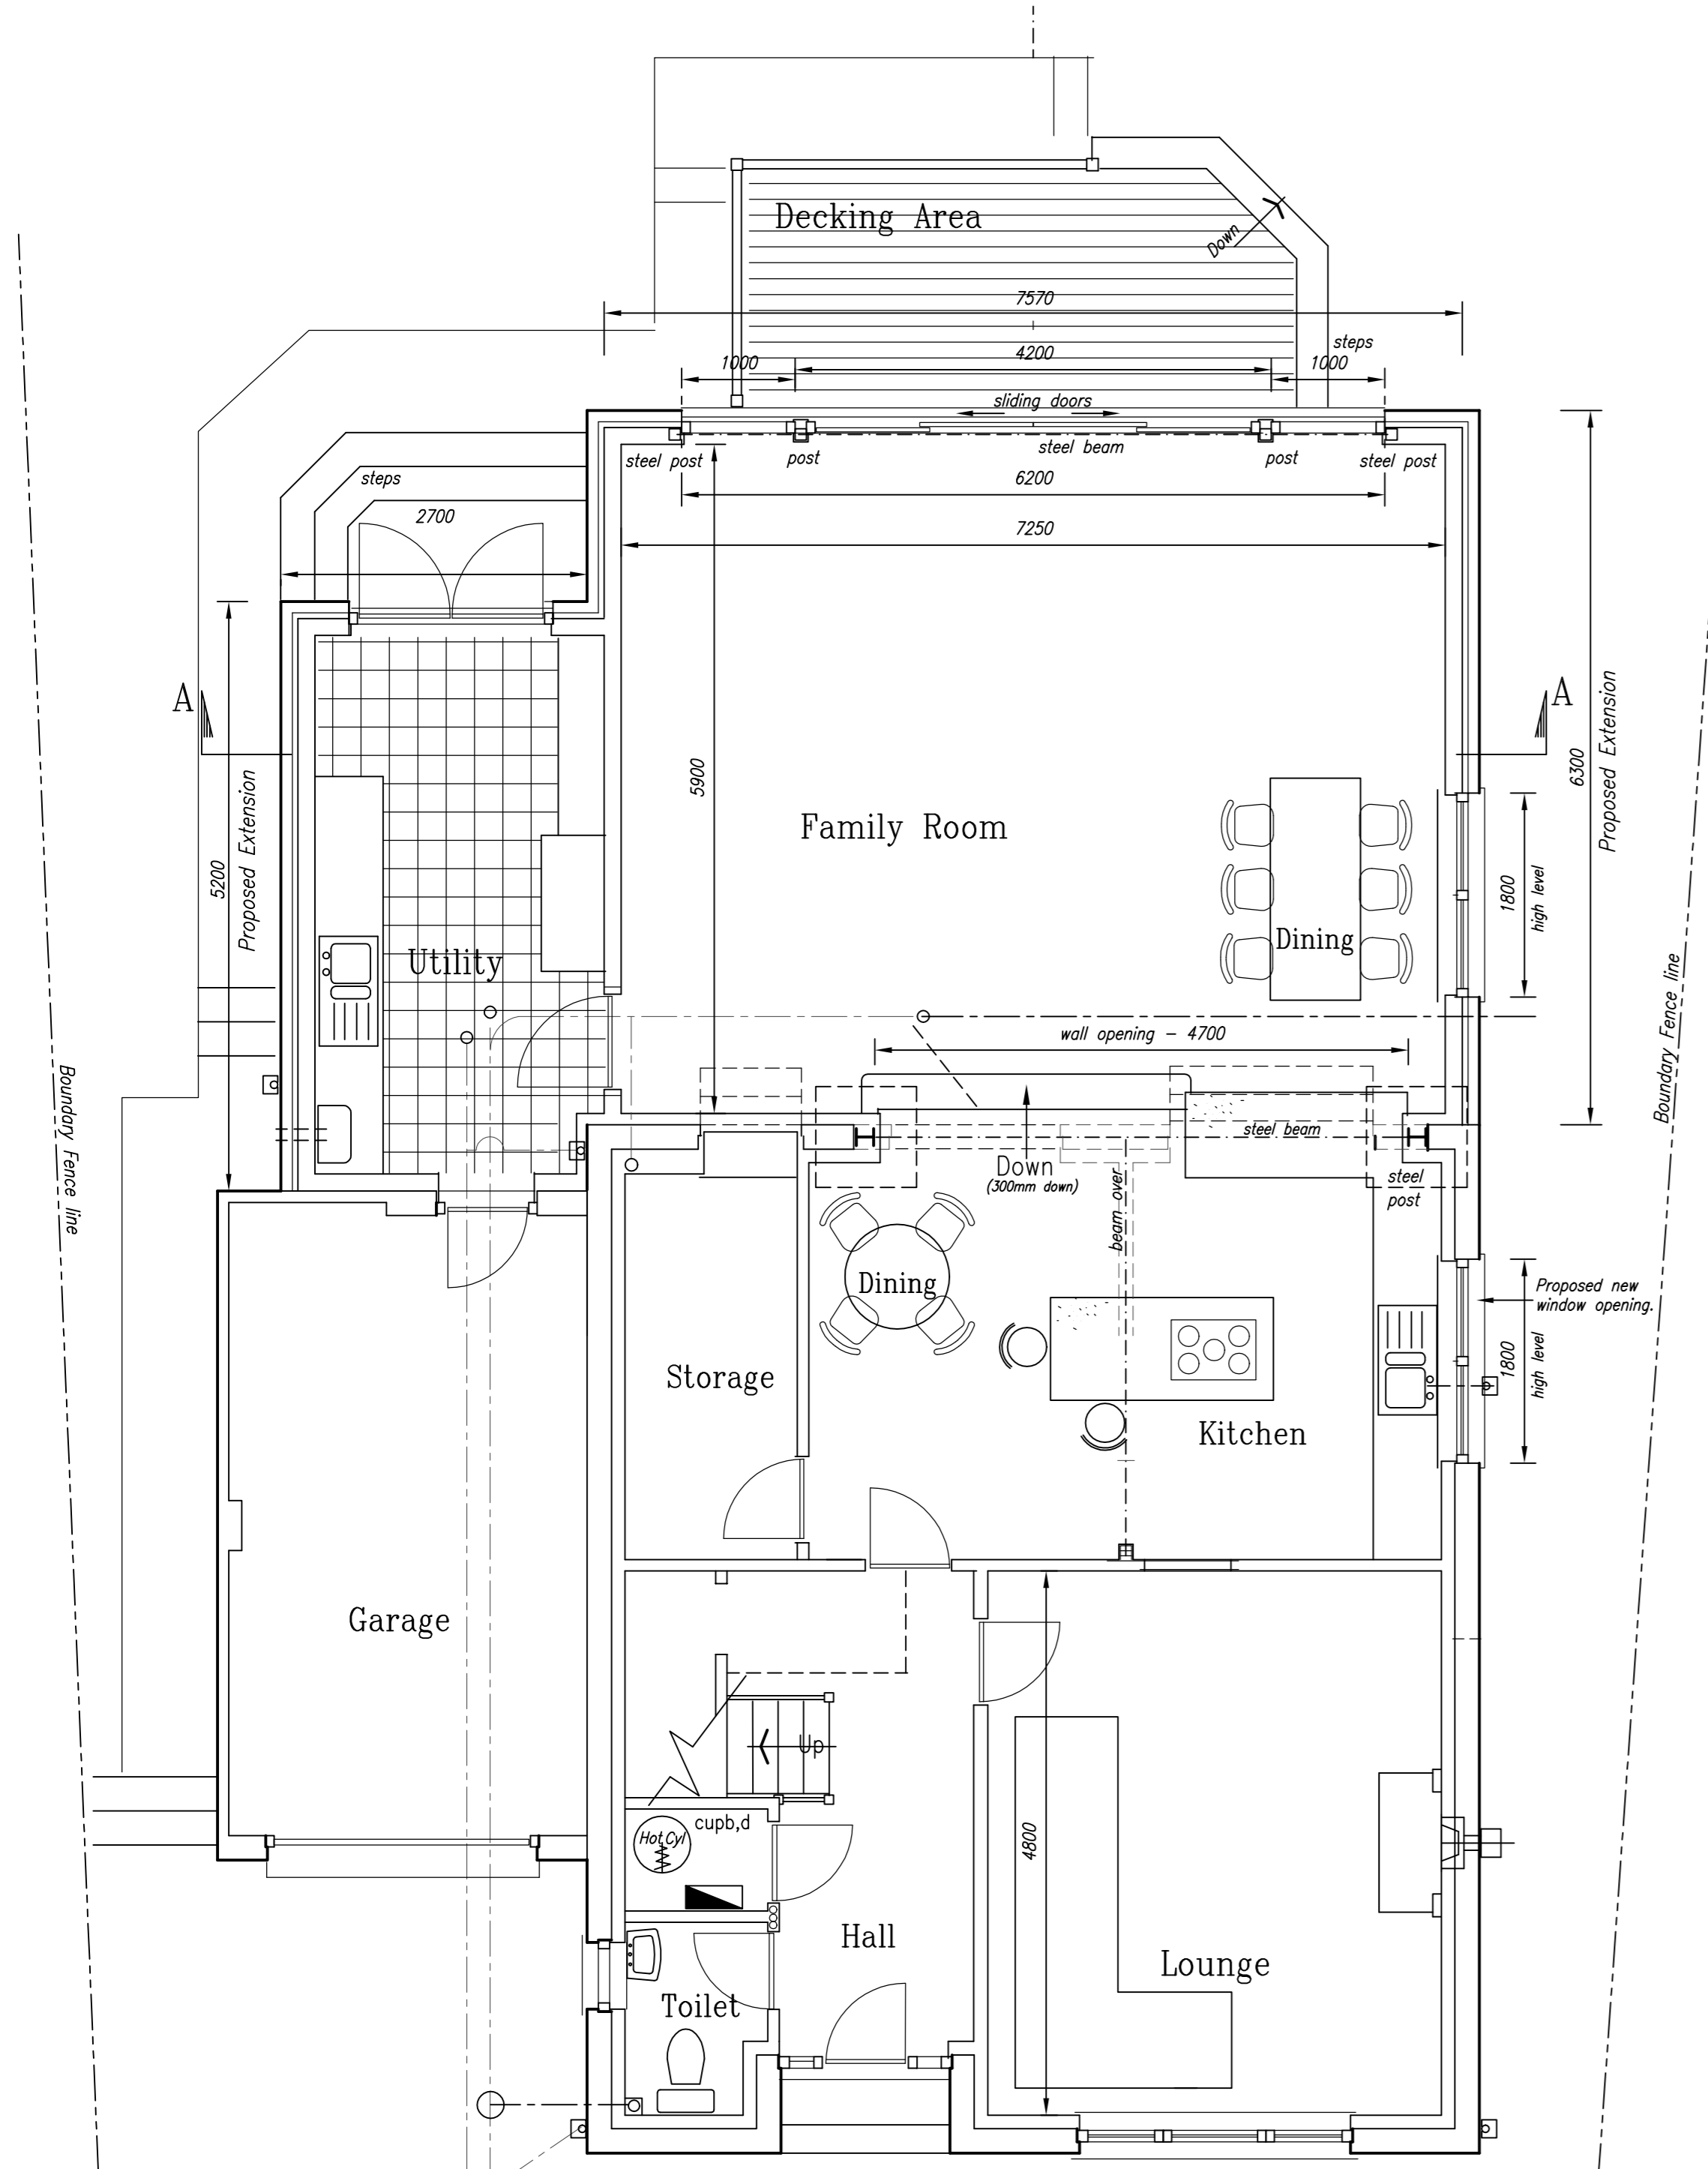 Decking Area
Down
7570
1000
4200
steps
1000
sliding doors
steel post
post
steel beam
post
steel post
steps
6200
2700
7250
A
A
Proposed Extension
5200
5900
Family Room
Dining
6300
Proposed Extension
1800
high level
Utility
wall opening - 4700
Boundary Fence line
Boundary Fence line
steel beam
Down
(300mm down)
beam over
steel
post
Dining
Proposed new
window opening.
1800
high level
Storage
Kitchen
Garage
Up
cupb,d
Hot Cyl
4800
Hall
Lounge
Toilet